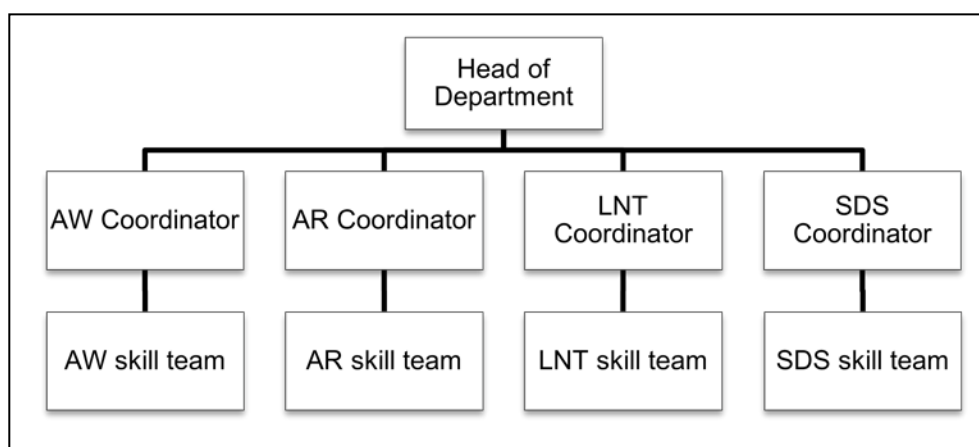 Head of
Department
AW Coordinator
AR Coordinator
LNT
Coordinator
SDS
Coordinator
AW skill team
AR skill team
LNT skill team
SDS skill team